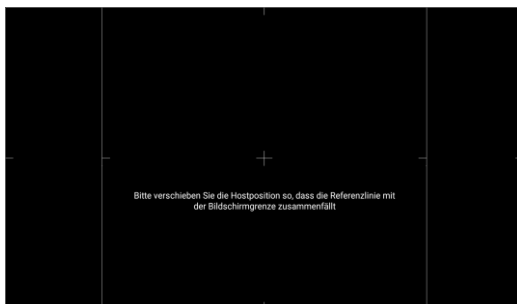 Bitte verschieben Sie die Hostposition so, dass die Referenzlinie mit
der Bildschirmgrenze zusammenfällt